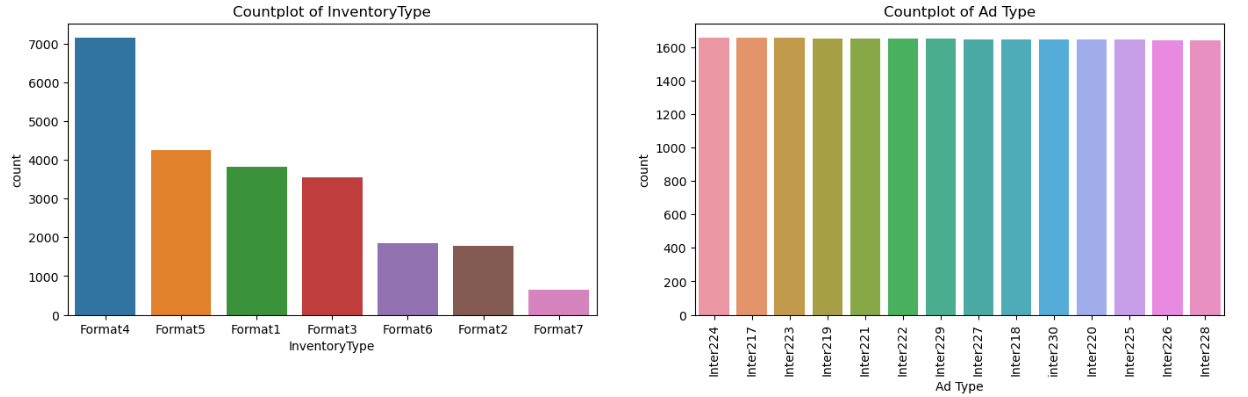 Countplot of InventoryType
7000
6000
5000
4000
3000
2000
1000
0
count
Format4 Format5 Format1 Format3 Format6 Format2 Format7
InventoryType
Countplot of Ad Type
1600
1400
1200
1000
800
600
400
200
0
count
Inter224
Inter217
Inter223
Inter219
Inter221
Inter222
Inter229
Inter227
Inter218
inter230
Inter220
Inter225
Inter226
Inter228
Ad Type